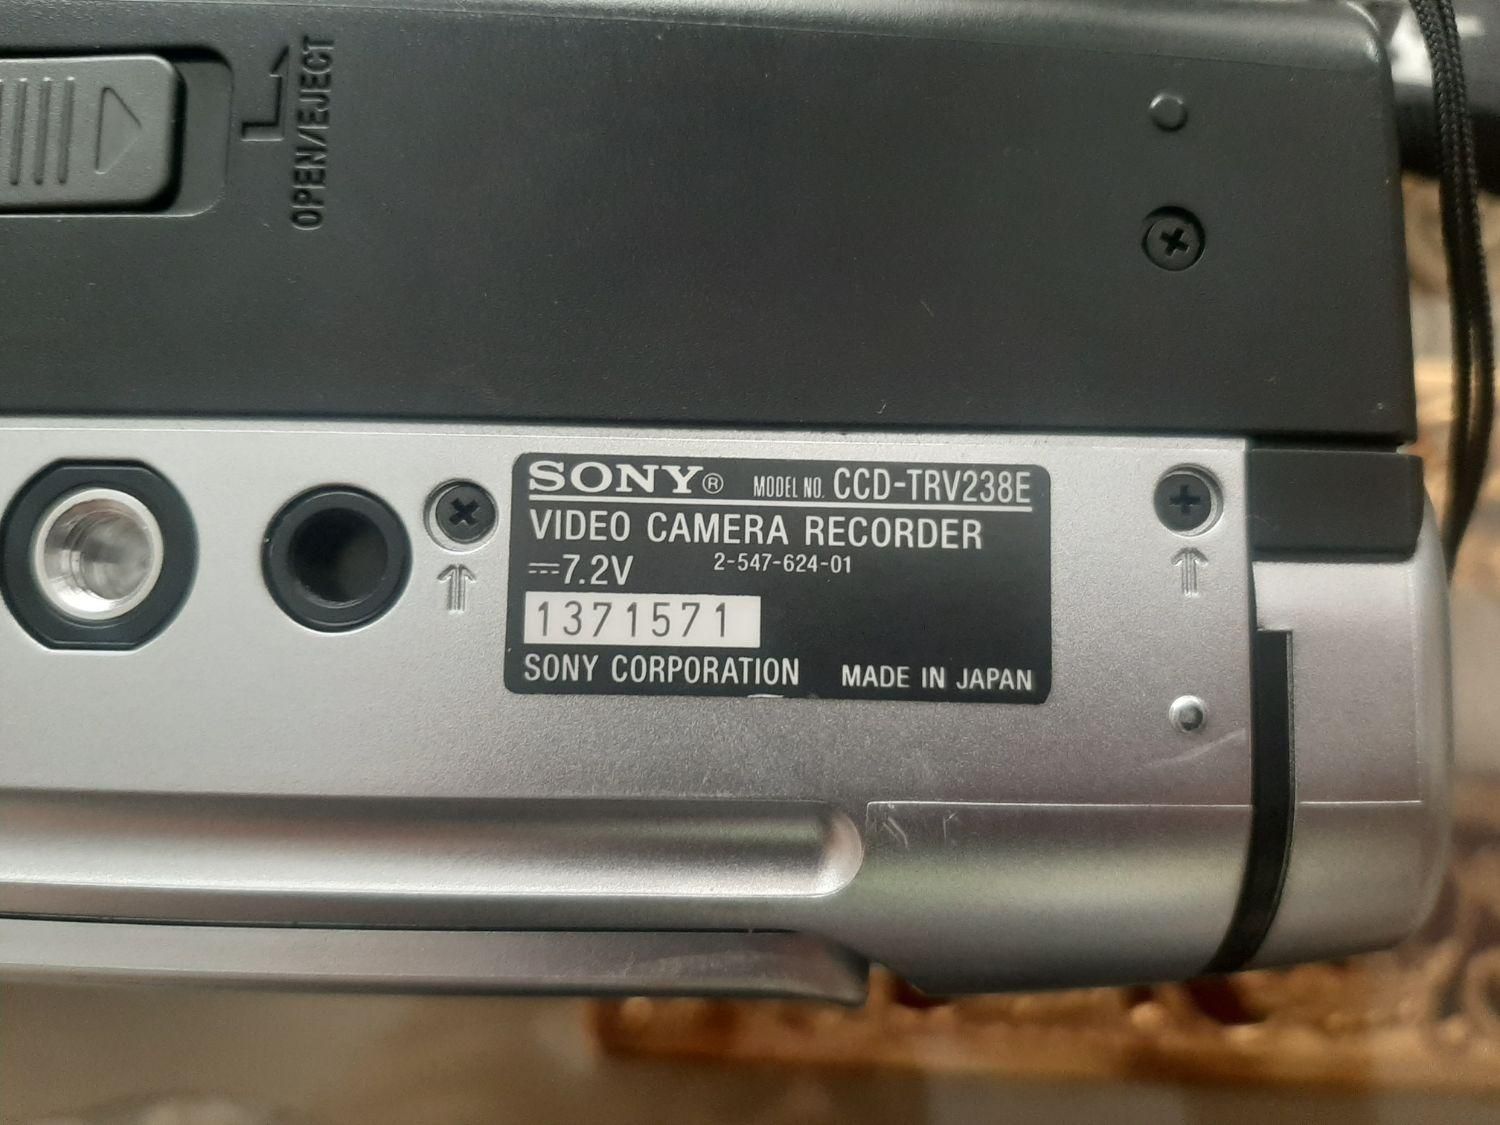 OPEN/EJECT
SONY® MODEL NO. CCD-TRV238E
VIDEO CAMERA RECORDER
⎓7.2V 2-547-624-01
1371571
SONY CORPORATION MADE IN JAPAN